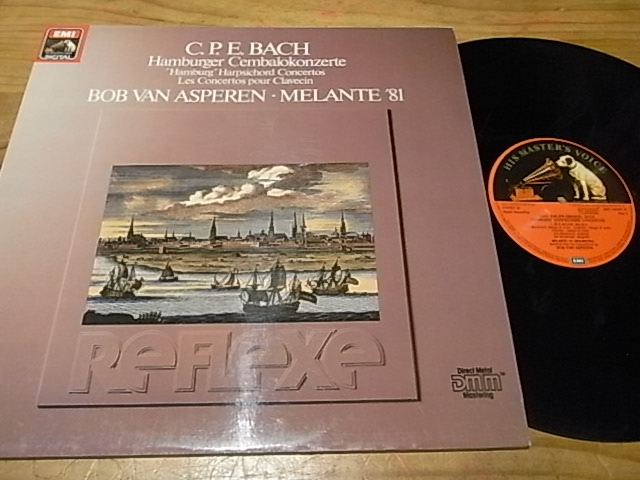 EMI
DIGITAL
C.P.E. BACH
Hamburger Cembalokonzerte
"Hamburg" Harpsichord Concertos
Les Concertos pour Clavecin
BOB VAN ASPEREN · MELANTE '81
REFLEXE
Direct Metal
DMM
Mastering
HIS MASTER'S VOICE
EMI